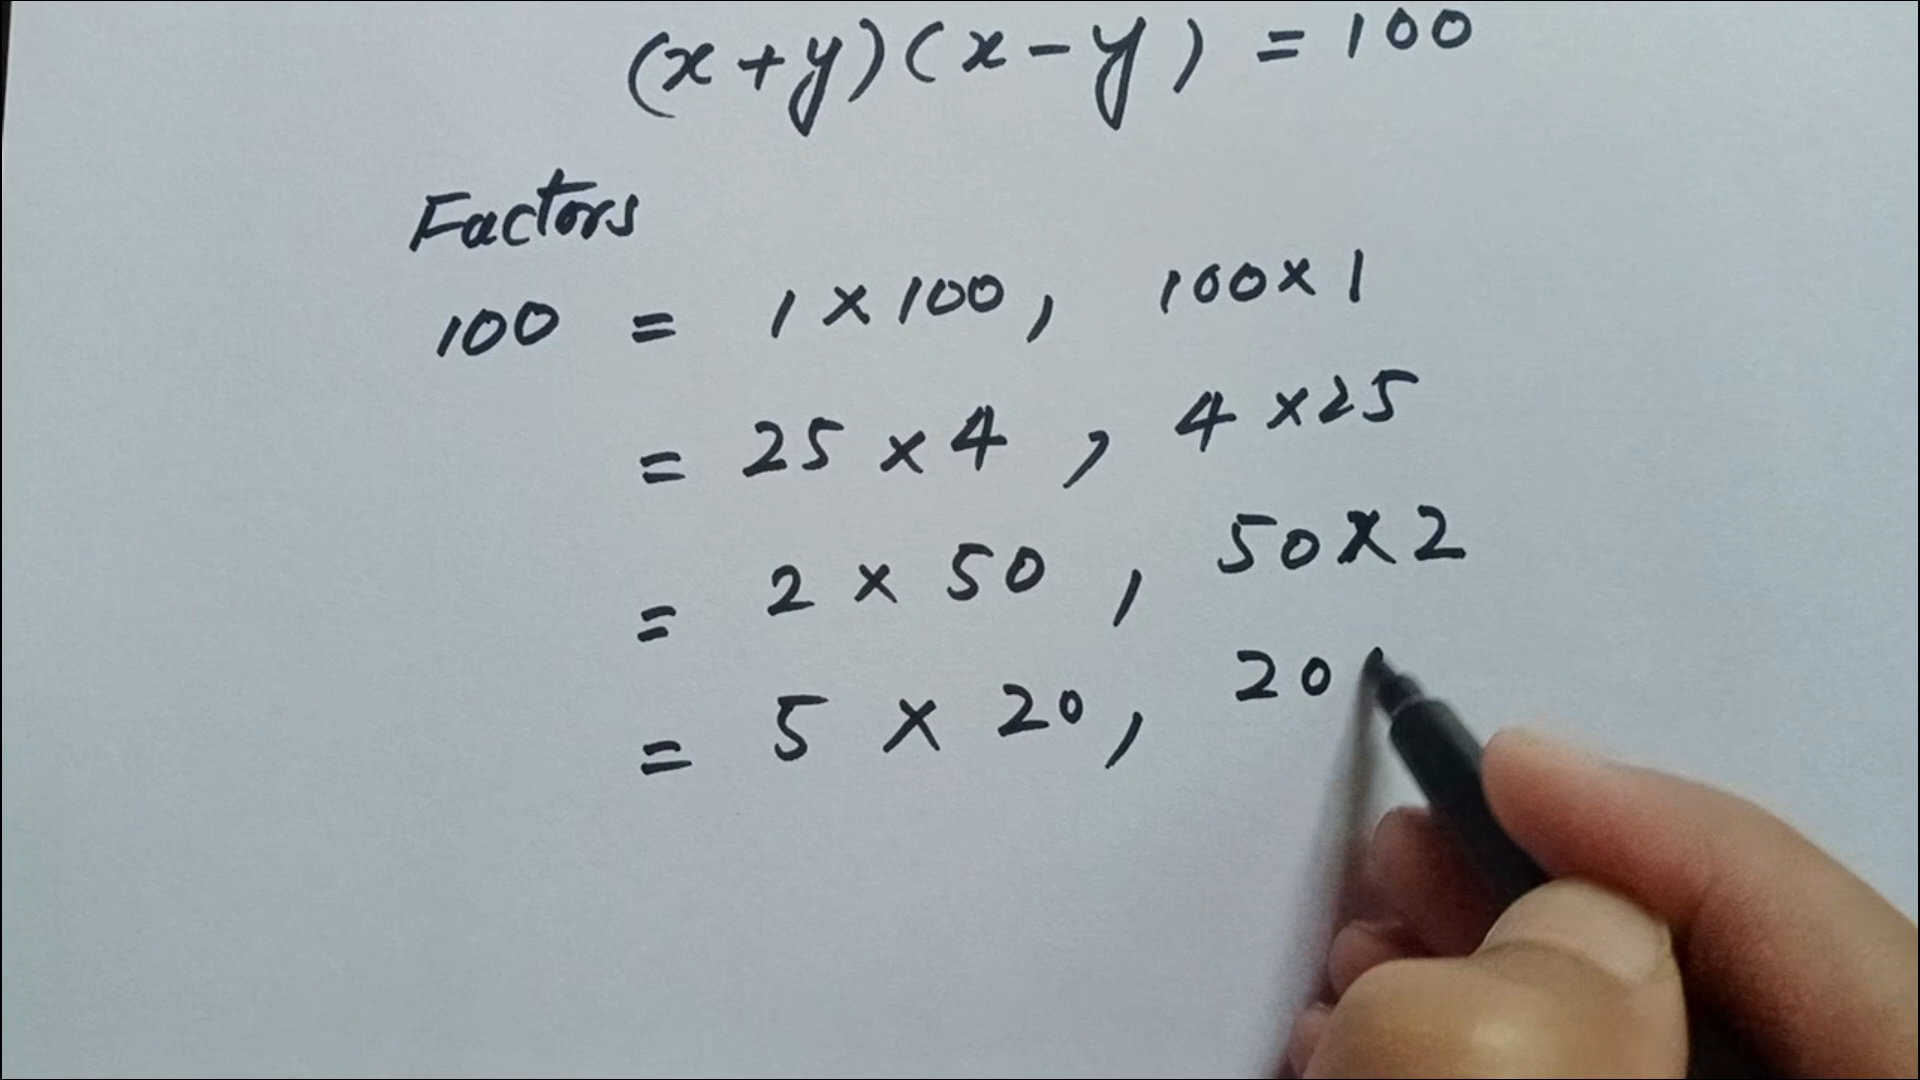 (x+y)(x-y) = 100
Factors
100 = 1 × 100, 100 × 1
= 25 × 4, 4 × 25
= 2 × 50, 50 × 2
= 5 × 20, 20